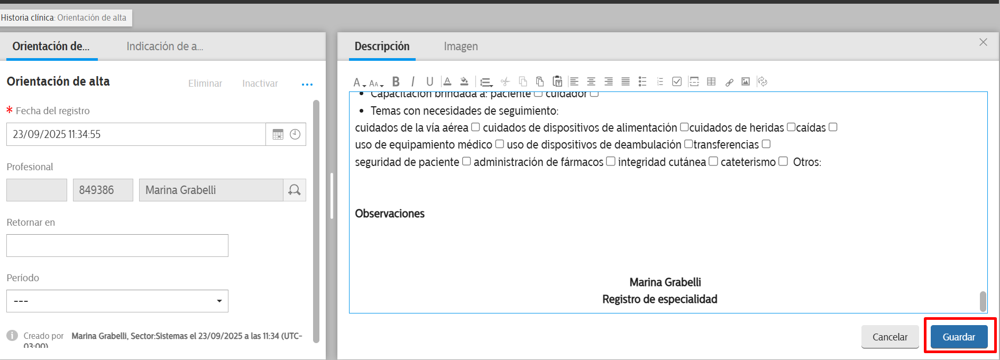 Historia clínica: Orientación de alta
Orientación de...
Indicación de a...
Orientación de alta
Eliminar
Inactivar
...
* Fecha del registro
23/09/2025 11:34:55
Profesional
849386
Marina Grabelli
Retornar en
Período
---
Creado por Marina Grabelli, Sector:Sistemas el 23/09/2025 a las 11:34 (UTC-
03:00)
Descripción
Imagen
• Capacitación brindada a: paciente ☐ cuidador ☐
• Temas con necesidades de seguimiento:
cuidados de la vía aérea ☐ cuidados de dispositivos de alimentación ☐cuidados de heridas ☐caídas ☐
uso de equipamiento médico ☐ uso de dispositivos de deambulación ☐transferencias ☐
seguridad de paciente ☐ administración de fármacos ☐ integridad cutánea ☐ cateterismo ☐ Otros:
Observaciones
Marina Grabelli
Registro de especialidad
Cancelar
Guardar